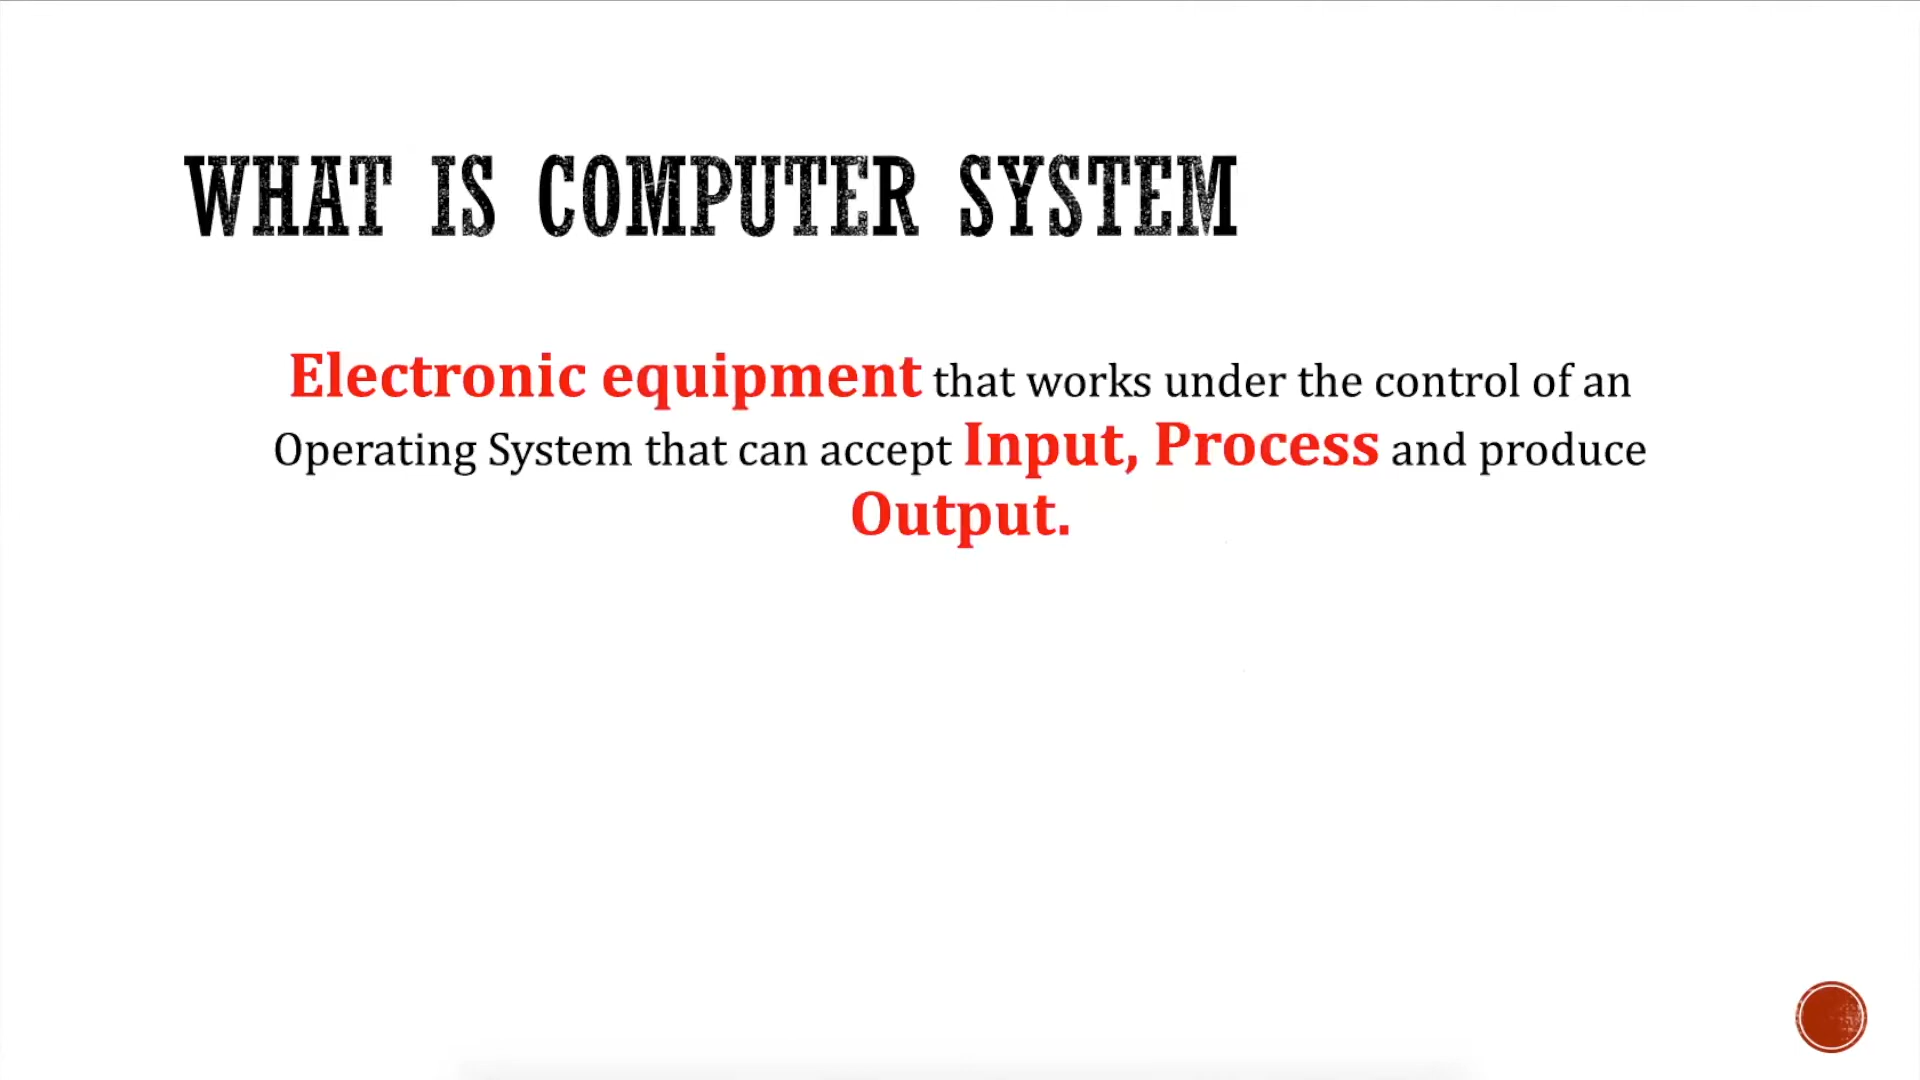 WHAT IS COMPUTER SYSTEM
Electronic equipment that works under the control of an
Operating System that can accept Input, Process and produce
Output.